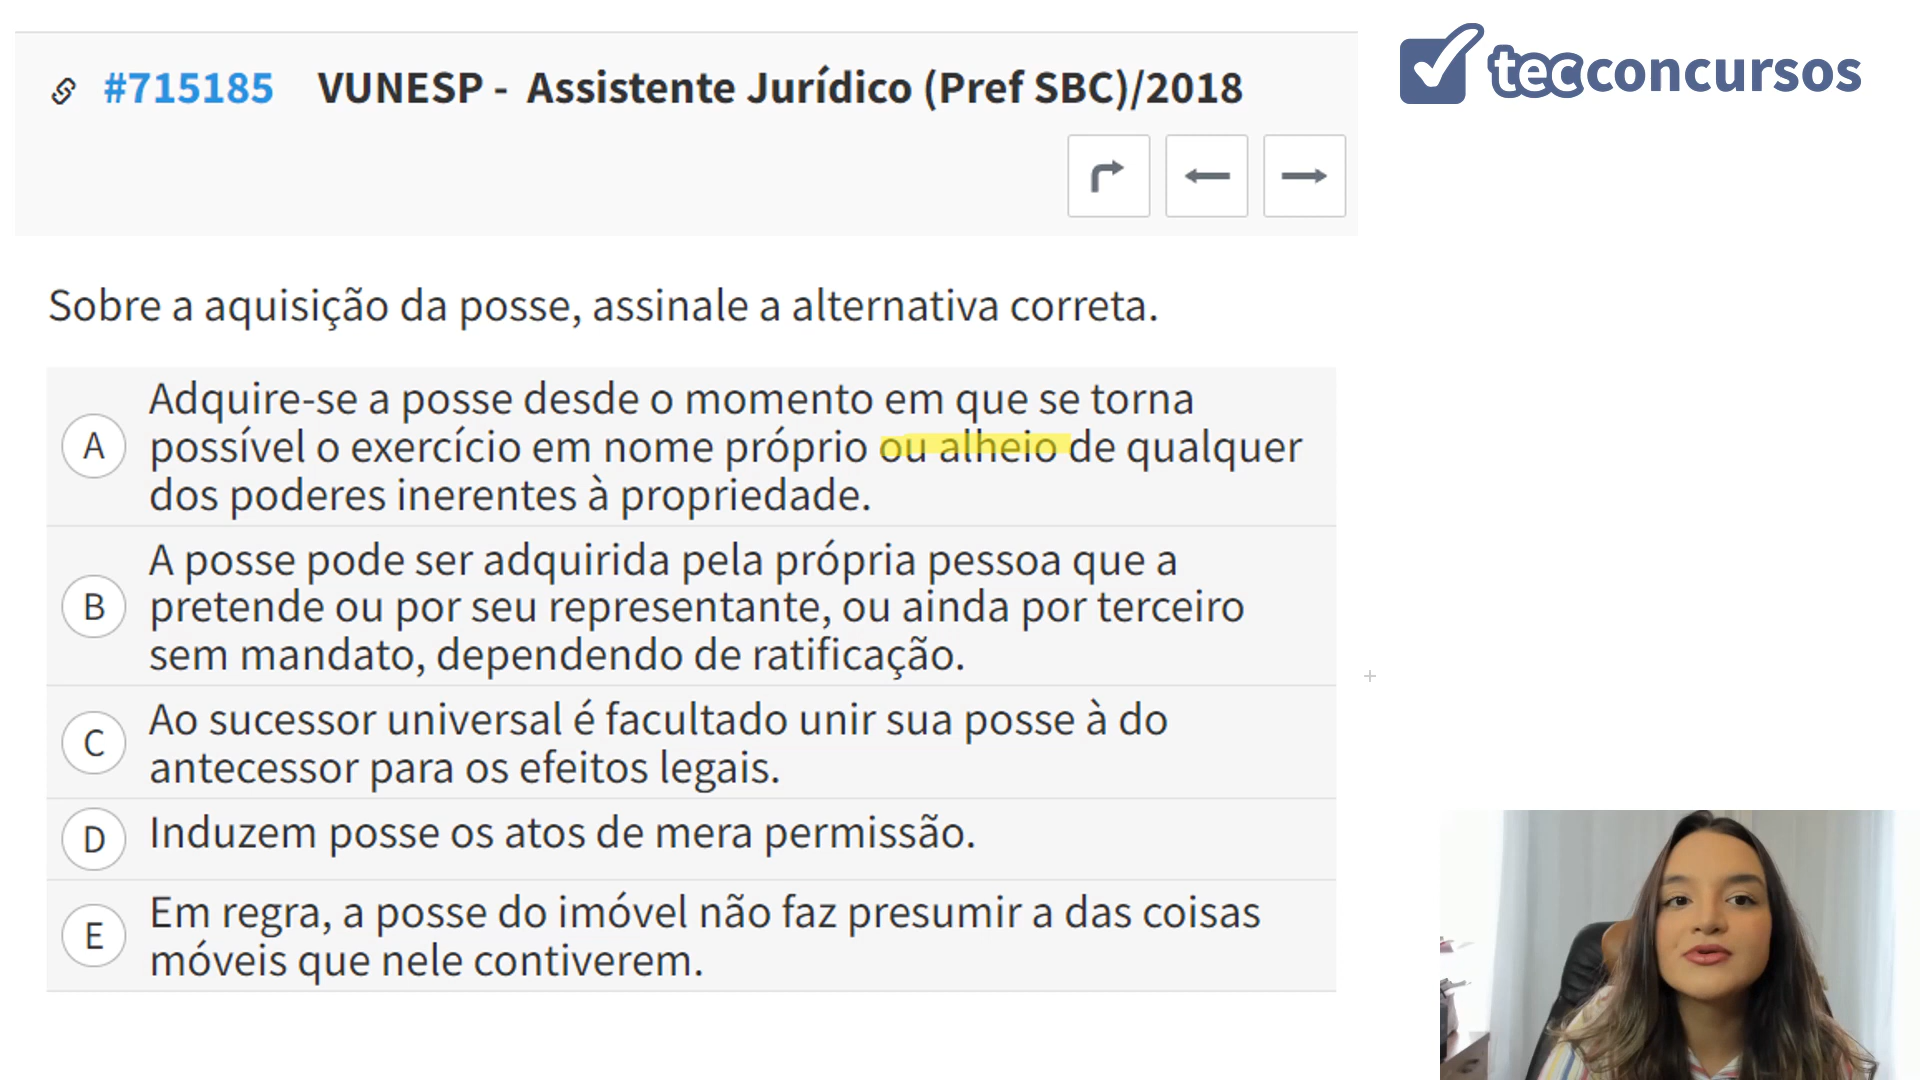 #715185 VUNESP - Assistente Jurídico (Pref SBC)/2018
tecconcursos
Sobre a aquisição da posse, assinale a alternativa correta.
A
Adquire-se a posse desde o momento em que se torna
possível o exercício em nome próprio ou alheio de qualquer
dos poderes inerentes à propriedade.
B
A posse pode ser adquirida pela própria pessoa que a
pretende ou por seu representante, ou ainda por terceiro
sem mandato, dependendo de ratificação.
C
Ao sucessor universal é facultado unir sua posse à do
antecessor para os efeitos legais.
D
Induzem posse os atos de mera permissão.
E
Em regra, a posse do imóvel não faz presumir a das coisas
móveis que nele contiverem.